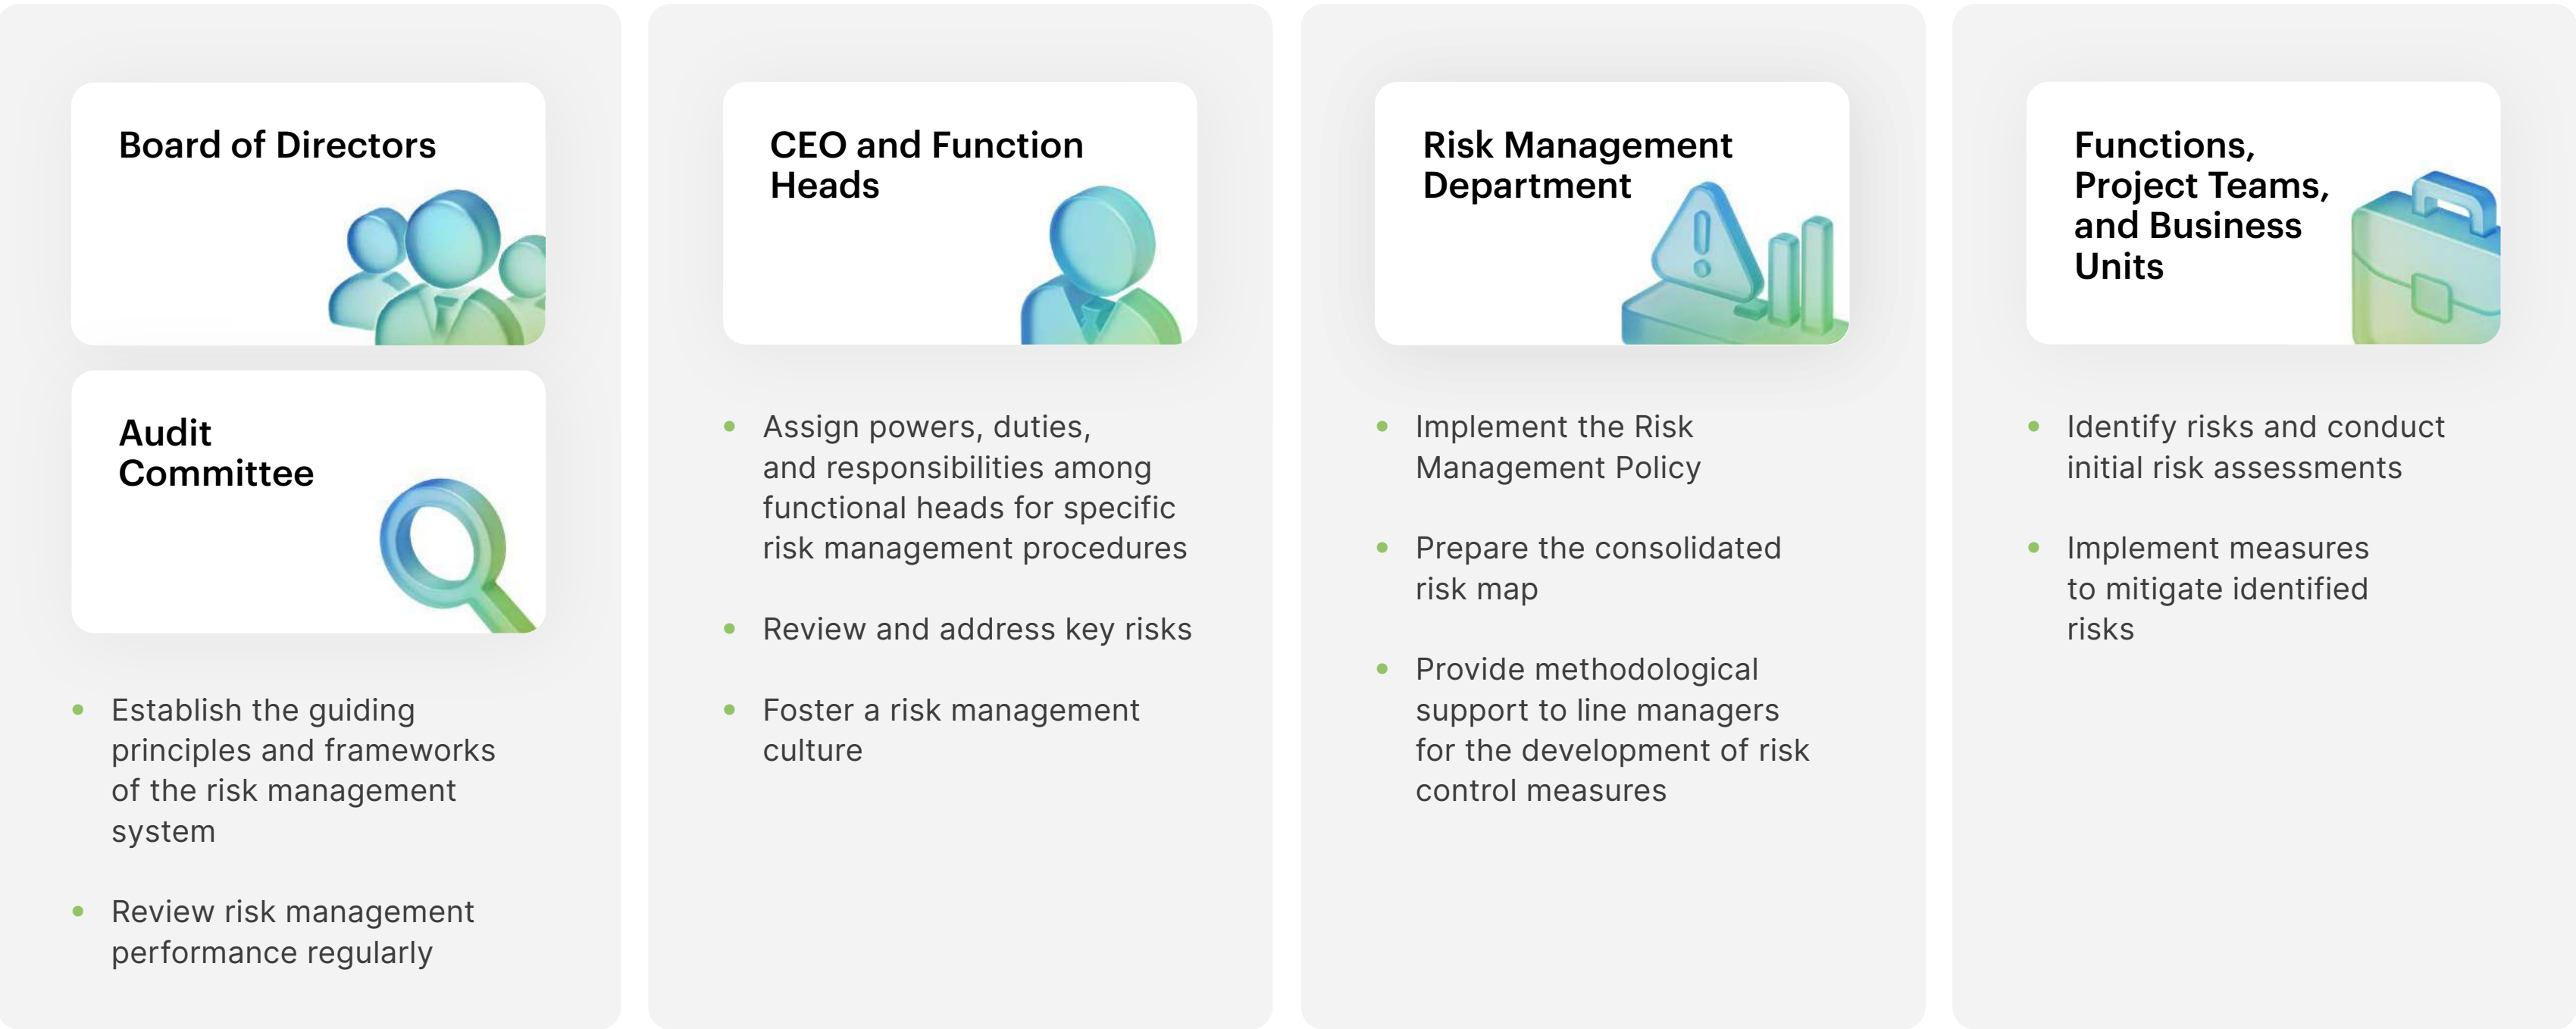 Board of Directors
Audit
Committee
• Establish the guiding
principles and frameworks
of the risk management
system
• Review risk management
performance regularly
CEO and Function
Heads
• Assign powers, duties,
and responsibilities among
functional heads for specific
risk management procedures
• Review and address key risks
• Foster a risk management
culture
Risk Management
Department
• Implement the Risk
Management Policy
• Prepare the consolidated
risk map
• Provide methodological
support to line managers
for the development of risk
control measures
Functions,
Project Teams,
and Business
Units
• Identify risks and conduct
initial risk assessments
• Implement measures
to mitigate identified
risks